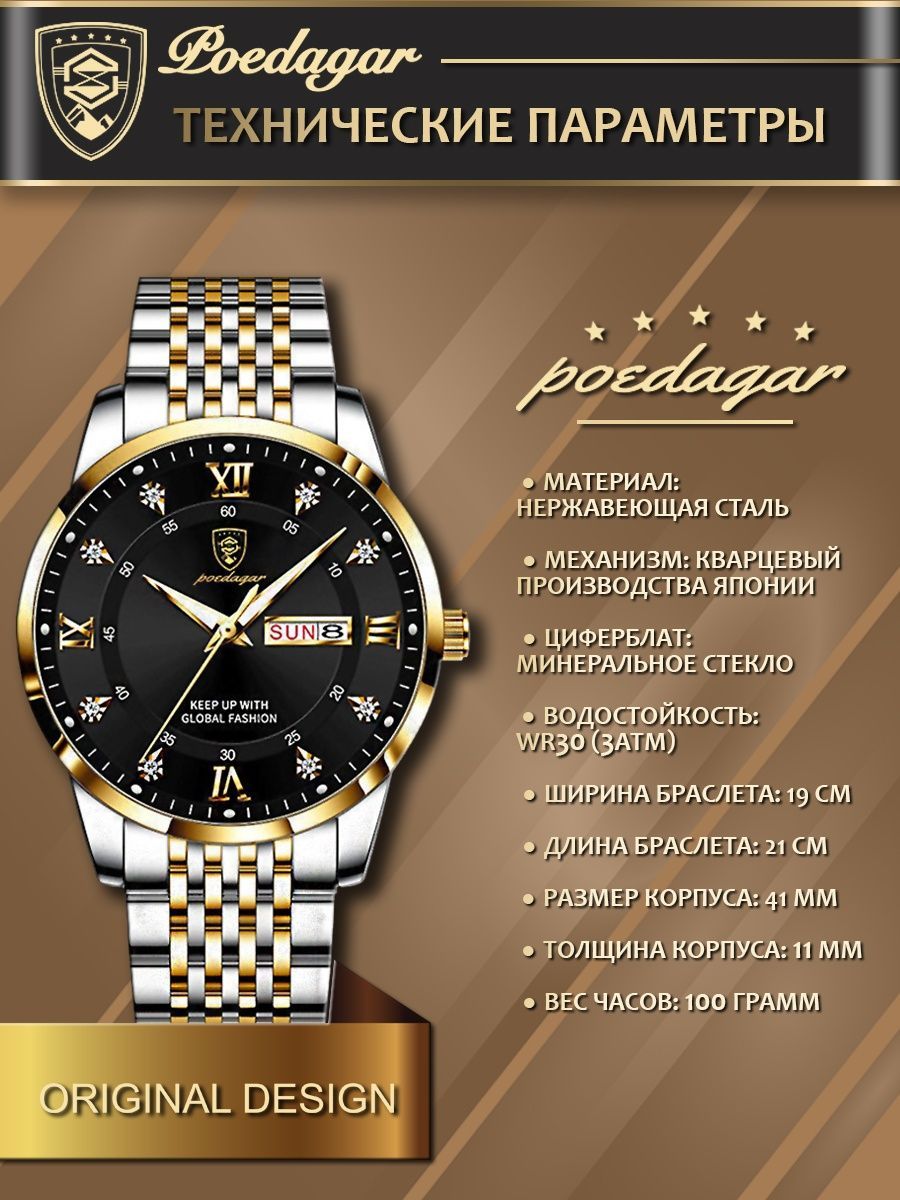 Poedagar
ТЕХНИЧЕСКИЕ ПАРАМЕТРЫ
poedagar
• МАТЕРИАЛ:
НЕРЖАВЕЮЩАЯ СТАЛЬ
• МЕХАНИЗМ: КВАРЦЕВЫЙ
ПРОИЗВОДСТВА ЯПОНИИ
• ЦИФЕРБЛАТ:
МИНЕРАЛЬНОЕ СТЕКЛО
• ВОДОСТОЙКОСТЬ:
WR30 (3ATM)
• ШИРИНА БРАСЛЕТА: 19 СМ
• ДЛИНА БРАСЛЕТА: 21 СМ
• РАЗМЕР КОРПУСА: 41 ММ
• ТОЛЩИНА КОРПУСА: 11 ММ
• ВЕС ЧАСОВ: 100 ГРАММ
XII
60
05
10
III
20
25
30
VI
35
40
45
IX
50
55
poedagar
SUN 8
KEEP UP WITH
GLOBAL FASHION
ORIGINAL DESIGN